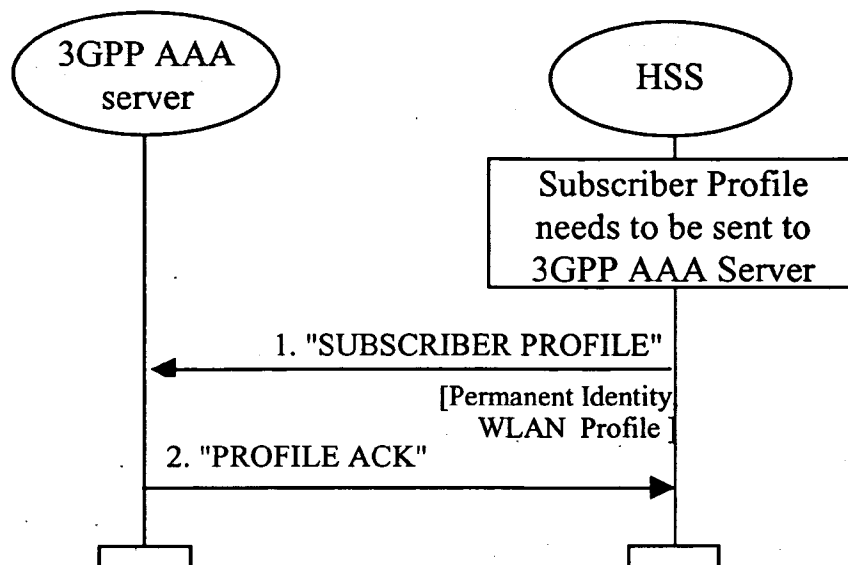 3GPP AAA
server
HSS
Subscriber Profile
needs to be sent to
3GPP AAA Server
1. "SUBSCRIBER PROFILE"
[Permanent Identity
WLAN Profile ]
2. "PROFILE ACK"